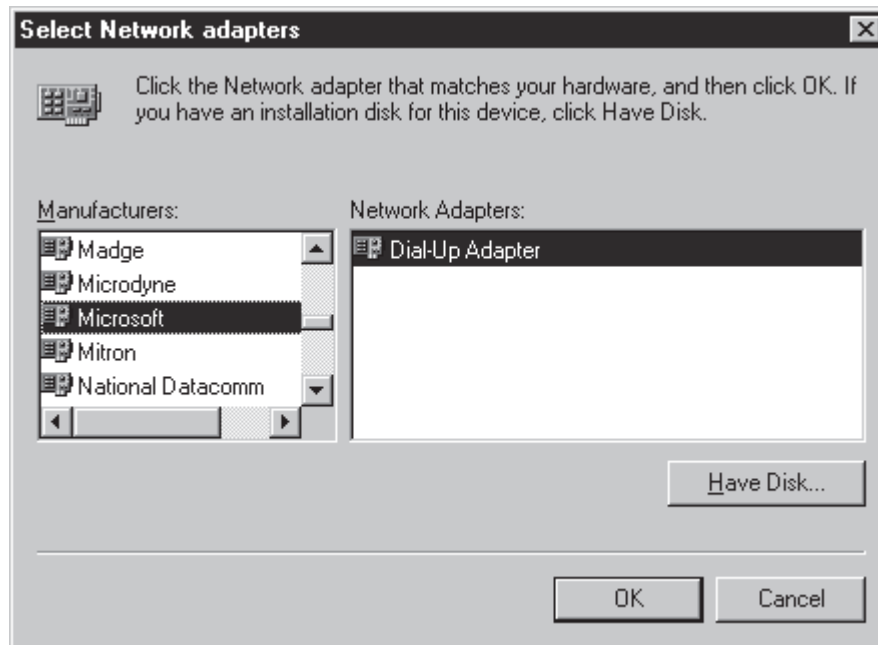 Select Network adapters
Click the Network adapter that matches your hardware, and then click OK. If
you have an installation disk for this device, click Have Disk.
Manufacturers:
Madge
Microdyne
Microsoft
Mitron
National Datacomm
Network Adapters:
Dial-Up Adapter
Have Disk...
OK
Cancel